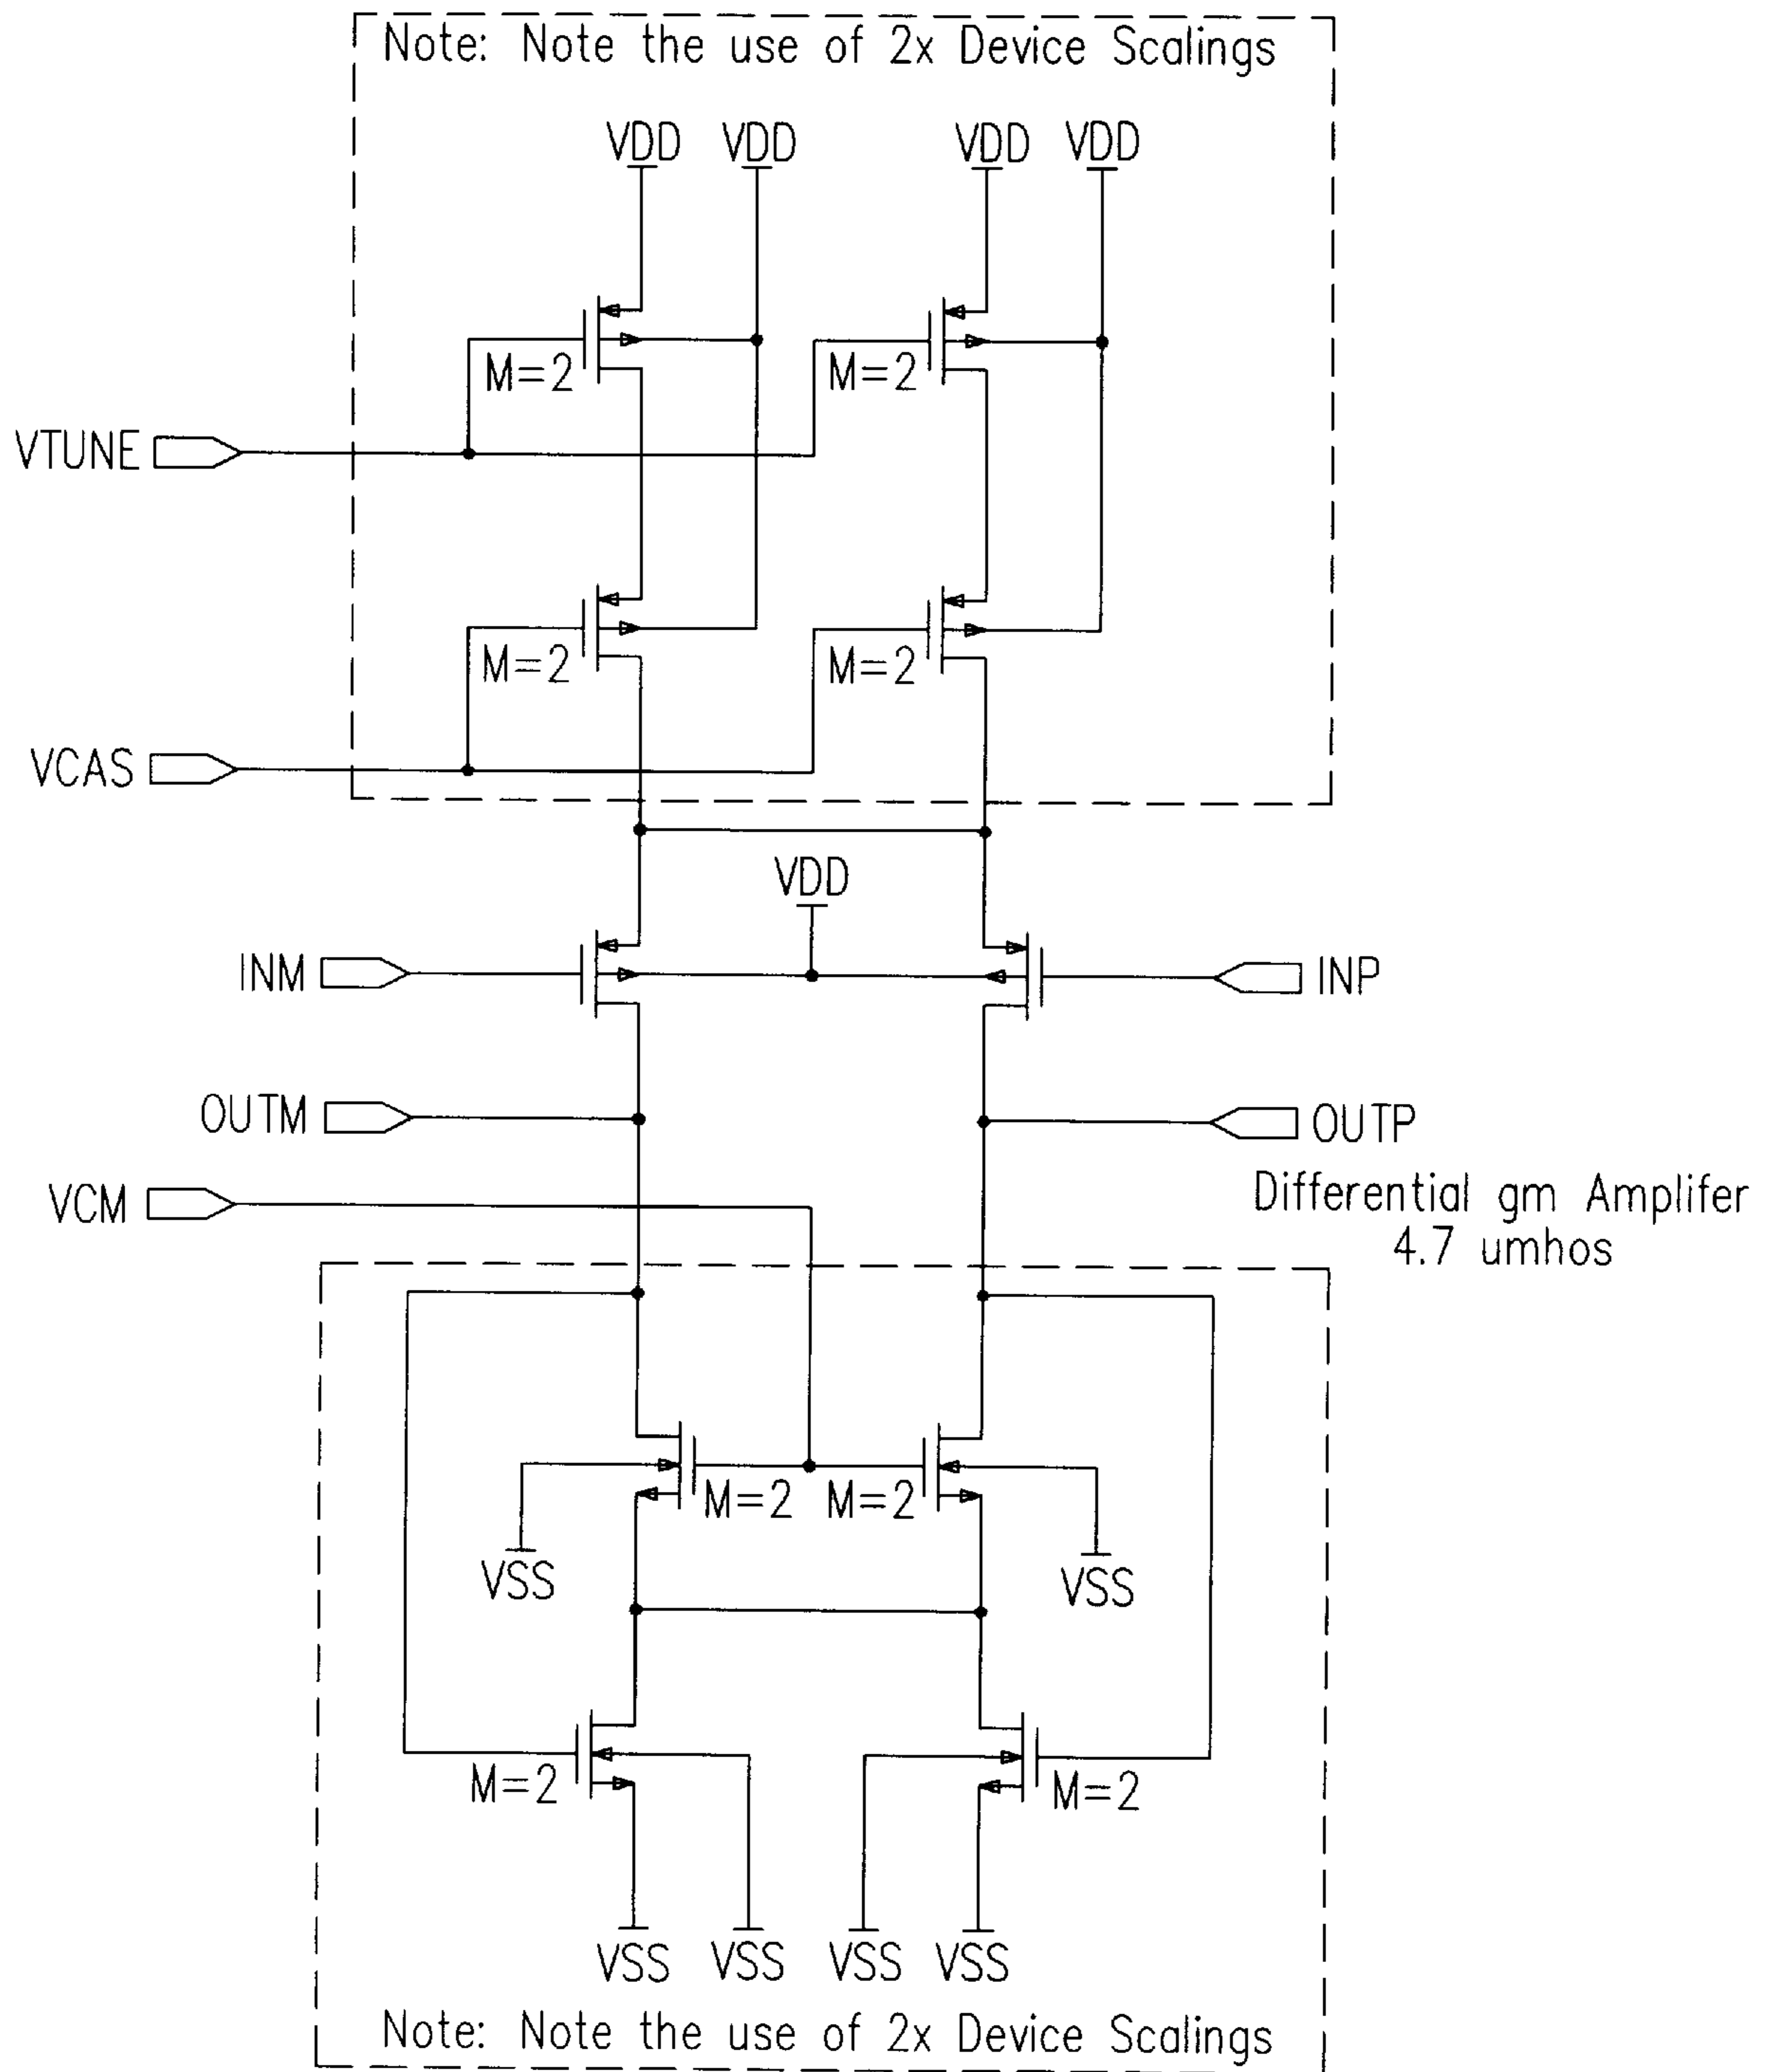 Note: Note the use of 2x Device Scalings
VDD VDD VDD VDD
M=2 M=2
VTUNE
M=2 M=2
VCAS
VDD
INM INP
OUTM OUTP
VCM
Differential gm Amplifer
4.7 umhos
M=2 M=2
VSS VSS
M=2 M=2
VSS VSS VSS VSS
Note: Note the use of 2x Device Scalings